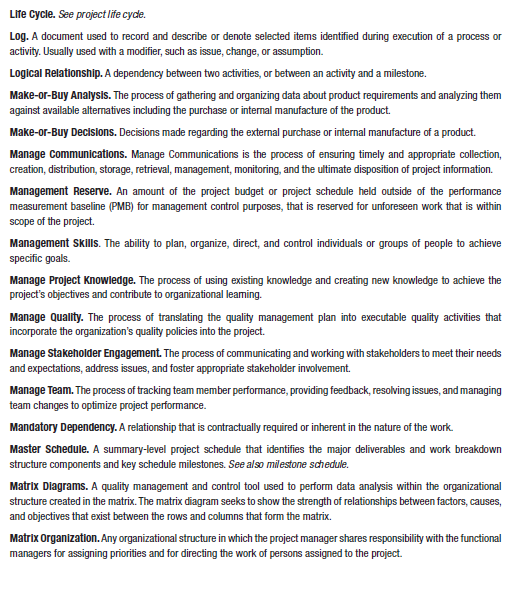 Life Cycle. See project life cycle.
Log. A document used to record and describe or denote selected items identified during execution of a process or
activity. Usually used with a modifier, such as issue, change, or assumption.
Logical Relationship. A dependency between two activities, or between an activity and a milestone.
Make-or-Buy Analysis. The process of gathering and organizing data about product requirements and analyzing them
against available alternatives including the purchase or internal manufacture of the product.
Make-or-Buy Decisions. Decisions made regarding the external purchase or internal manufacture of a product.
Manage Communications. Manage Communications is the process of ensuring timely and appropriate collection,
creation, distribution, storage, retrieval, management, monitoring, and the ultimate disposition of project information.
Management Reserve. An amount of the project budget or project schedule held outside of the performance
measurement baseline (PMB) for management control purposes, that is reserved for unforeseen work that is within
scope of the project.
Management Skills. The ability to plan, organize, direct, and control individuals or groups of people to achieve
specific goals.
Manage Project Knowledge. The process of using existing knowledge and creating new knowledge to achieve the
project's objectives and contribute to organizational learning.
Manage Quality. The process of translating the quality management plan into executable quality activities that
incorporate the organization's quality policies into the project.
Manage Stakeholder Engagement. The process of communicating and working with stakeholders to meet their needs
and expectations, address issues, and foster appropriate stakeholder involvement.
Manage Team. The process of tracking team member performance, providing feedback, resolving issues, and managing
team changes to optimize project performance.
Mandatory Dependency. A relationship that is contractually required or inherent in the nature of the work.
Master Schedule. A summary-level project schedule that identifies the major deliverables and work breakdown
structure components and key schedule milestones. See also milestone schedule.
Matrix Diagrams. A quality management and control tool used to perform data analysis within the organizational
structure created in the matrix. The matrix diagram seeks to show the strength of relationships between factors, causes,
and objectives that exist between the rows and columns that form the matrix.
Matrix Organization. Any organizational structure in which the project manager shares responsibility with the functional
managers for assigning priorities and for directing the work of persons assigned to the project.